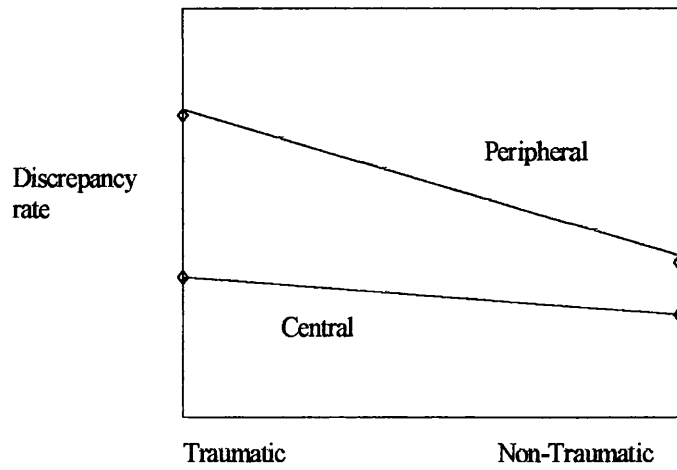 Peripheral
Discrepancy
rate
Central
Traumatic
Non-Traumatic